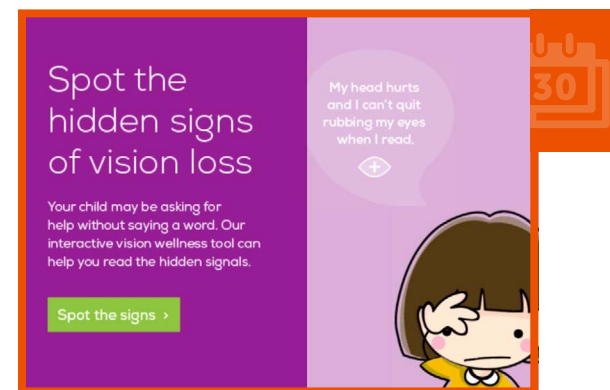 Spot the
hidden signs
of vision loss
Your child may be asking for
help without saying a word. Our
interactive vision wellness tool can
help you read the hidden signals.
Spot the signs ›
My head hurts
and I can't quit
rubbing my eyes
when I read.
30